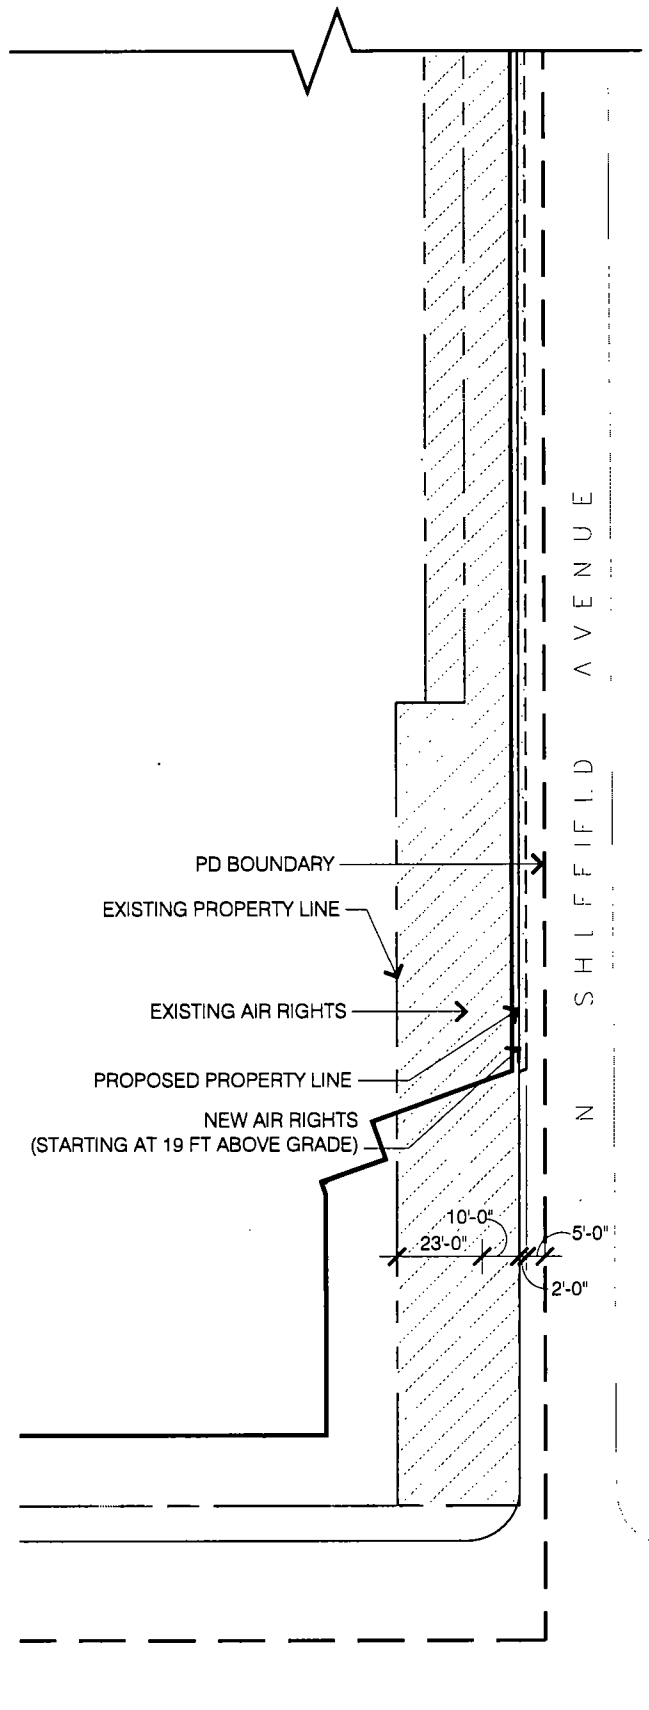 PD BOUNDARY
EXISTING PROPERTY LINE
EXISTING AIR RIGHTS
PROPOSED PROPERTY LINE
NEW AIR RIGHTS
(STARTING AT 19 FT ABOVE GRADE)
10'-0"
23'-0"
5'-0"
2'-0"
N SHEFFIELD AVENUE